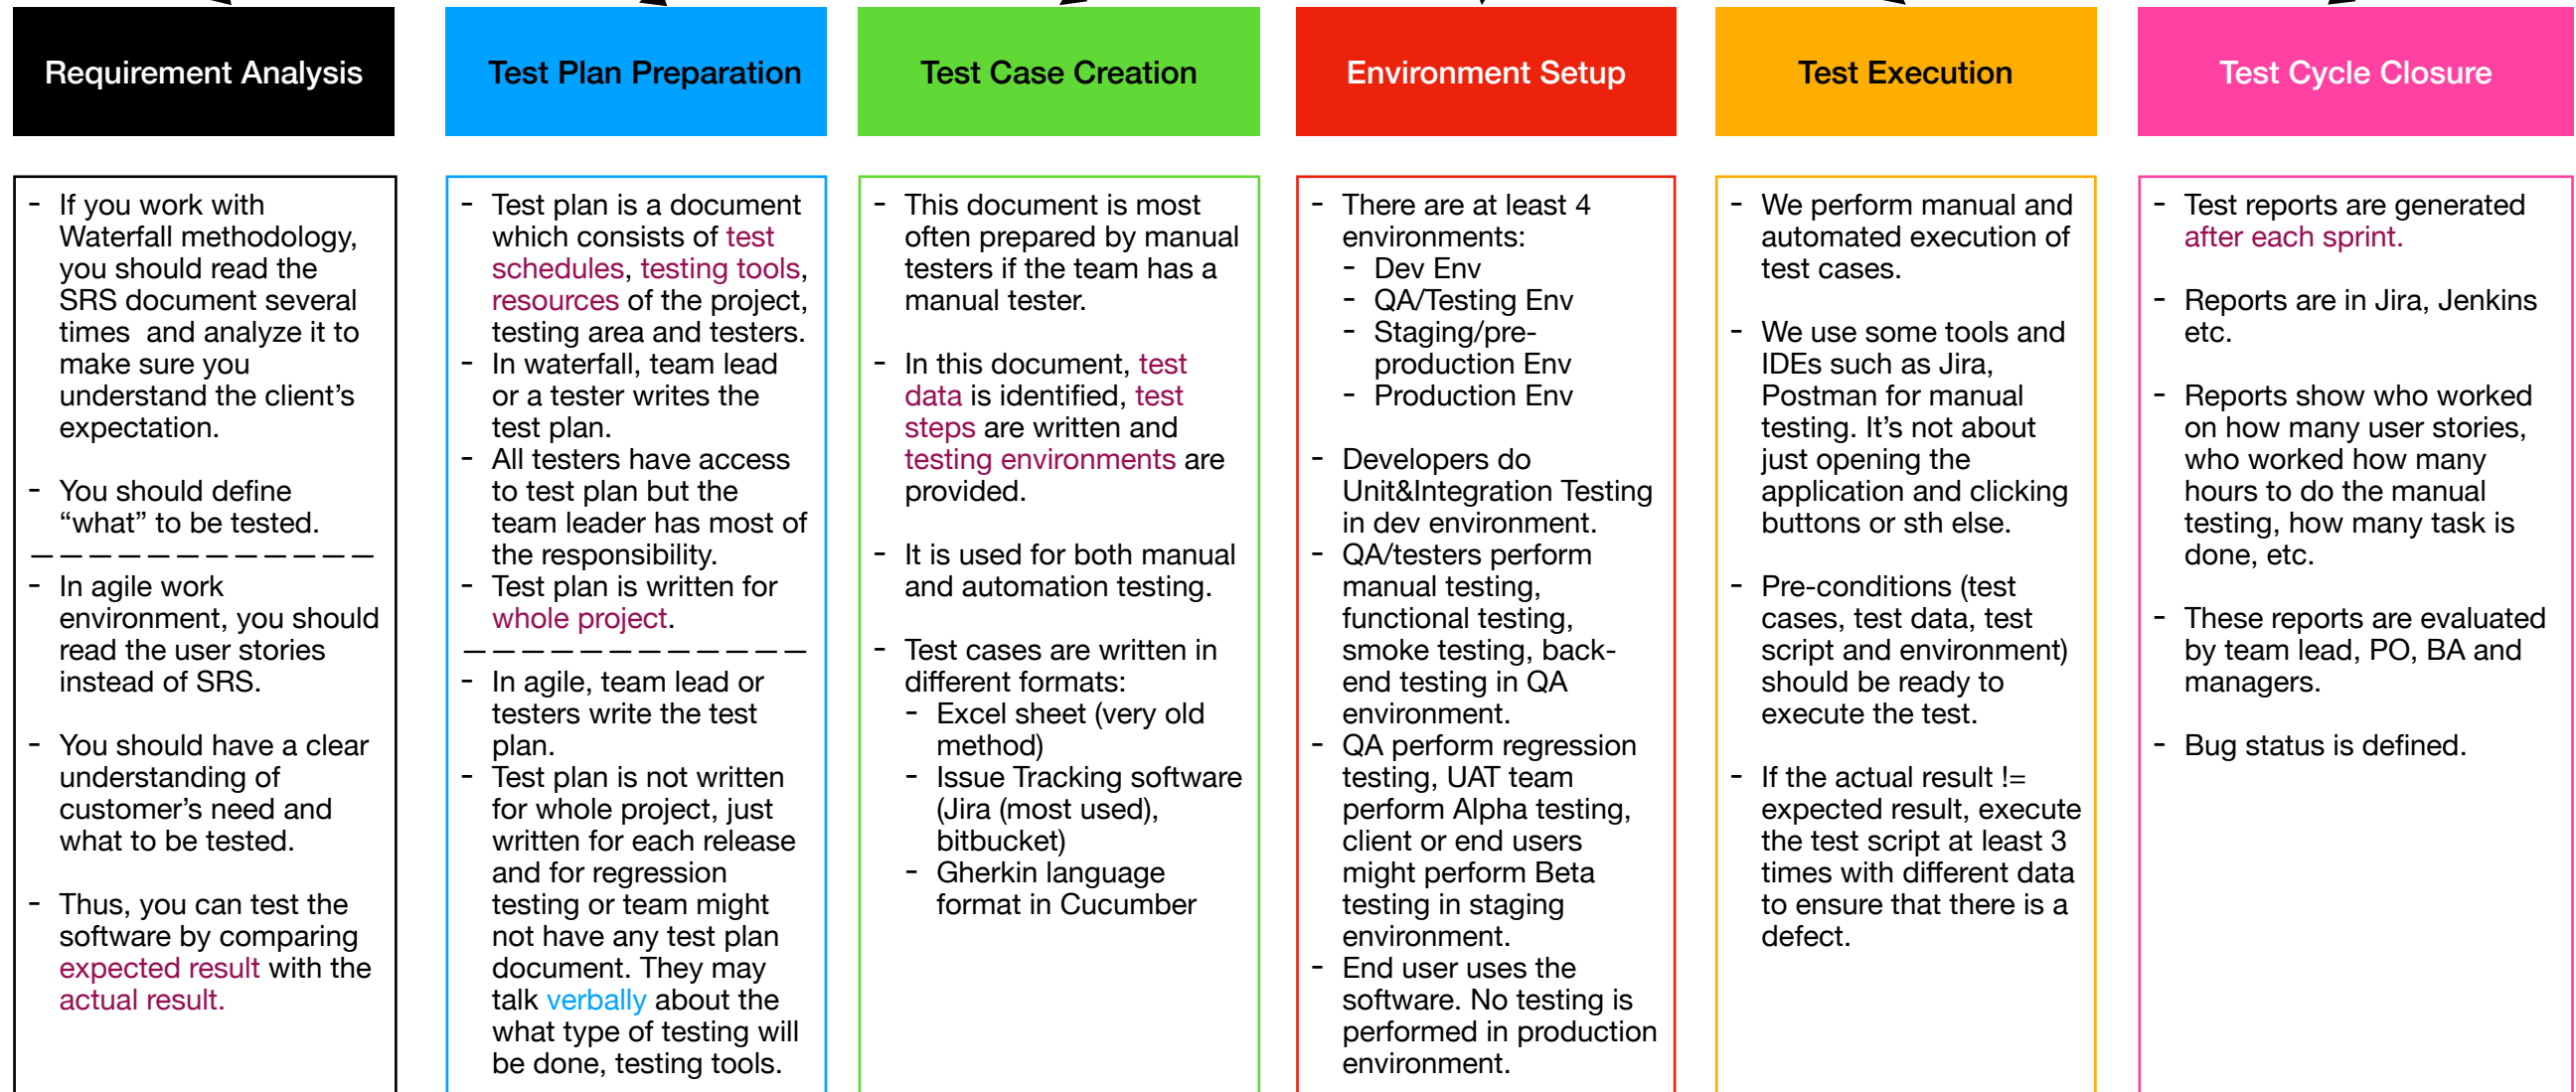 Requirement Analysis
- If you work with
Waterfall methodology,
you should read the
SRS document several
times  and analyze it to
make sure you
understand the client’s
expectation.
- You should define
“what” to be tested.
— — — — — — — — — — — —
- In agile work
environment, you should
read the user stories
instead of SRS.
- You should have a clear
understanding of
customer’s need and
what to be tested.
- Thus, you can test the
software by comparing
expected result with the
actual result.
Test Plan Preparation
- Test plan is a document
which consists of test
schedules, testing tools,
resources of the project,
testing area and testers.
- In waterfall, team lead
or a tester writes the
test plan.
- All testers have access
to test plan but the
team leader has most of
the responsibility.
- Test plan is written for
whole project.
— — — — — — — — — — — —
- In agile, team lead or
testers write the test
plan.
- Test plan is not written
for whole project, just
written for each release
and for regression
testing or team might
not have any test plan
document. They may
talk verbally about the
what type of testing will
be done, testing tools.
Test Case Creation
- This document is most
often prepared by manual
testers if the team has a
manual tester.
- In this document, test
data is identified, test
steps are written and
testing environments are
provided.
- It is used for both manual
and automation testing.
- Test cases are written in
different formats:
- Excel sheet (very old
method)
- Issue Tracking software
(Jira (most used),
bitbucket)
- Gherkin language
format in Cucumber
Environment Setup
- There are at least 4
environments:
- Dev Env
- QA/Testing Env
- Staging/pre-
production Env
- Production Env
- Developers do
Unit&Integration Testing
in dev environment.
- QA/testers perform
manual testing,
functional testing,
smoke testing, back-
end testing in QA
environment.
- QA perform regression
testing, UAT team
perform Alpha testing,
client or end users
might perform Beta
testing in staging
environment.
- End user uses the
software. No testing is
performed in production
environment.
Test Execution
- We perform manual and
automated execution of
test cases.
- We use some tools and
IDEs such as Jira,
Postman for manual
testing. It’s not about
just opening the
application and clicking
buttons or sth else.
- Pre-conditions (test
cases, test data, test
script and environment)
should be ready to
execute the test.
- If the actual result !=
expected result, execute
the test script at least 3
times with different data
to ensure that there is a
defect.
Test Cycle Closure
- Test reports are generated
after each sprint.
- Reports are in Jira, Jenkins
etc.
- Reports show who worked
on how many user stories,
who worked how many
hours to do the manual
testing, how many task is
done, etc.
- These reports are evaluated
by team lead, PO, BA and
managers.
- Bug status is defined.